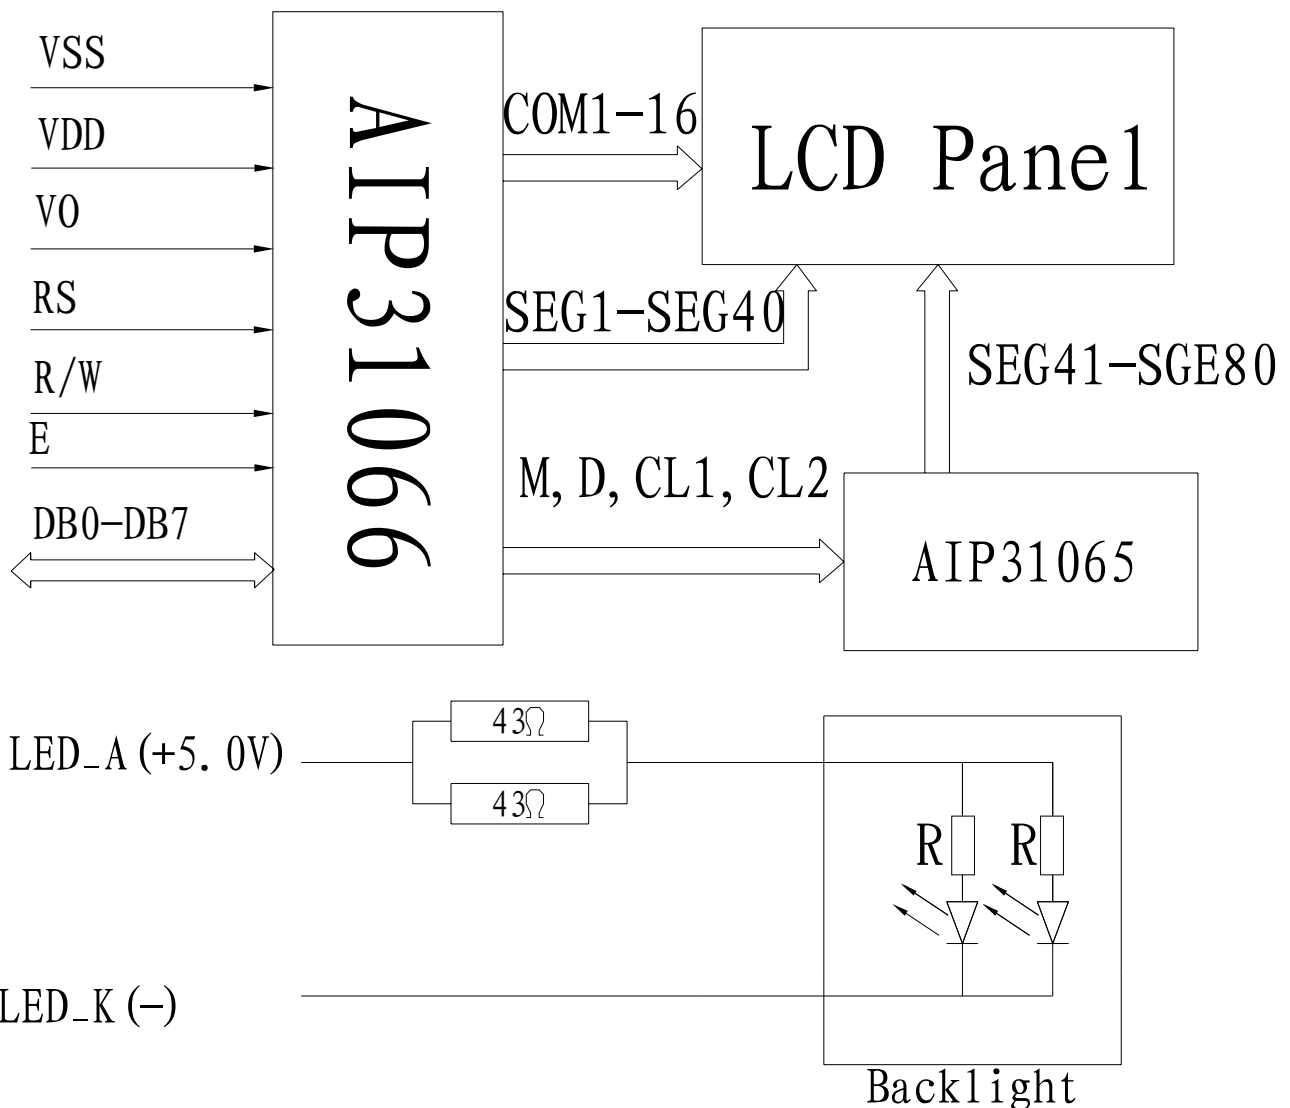 VSS
VDD
VO
RS
R/W
E
DB0-DB7
AIP31066
COM1-16
LCD Panel
SEG1-SEG40
SEG41-SGE80
M, D, CL1, CL2
AIP31065
LED_A (+5. 0V)
43Ω
43Ω
R
R
LED_K (-)
Backlight